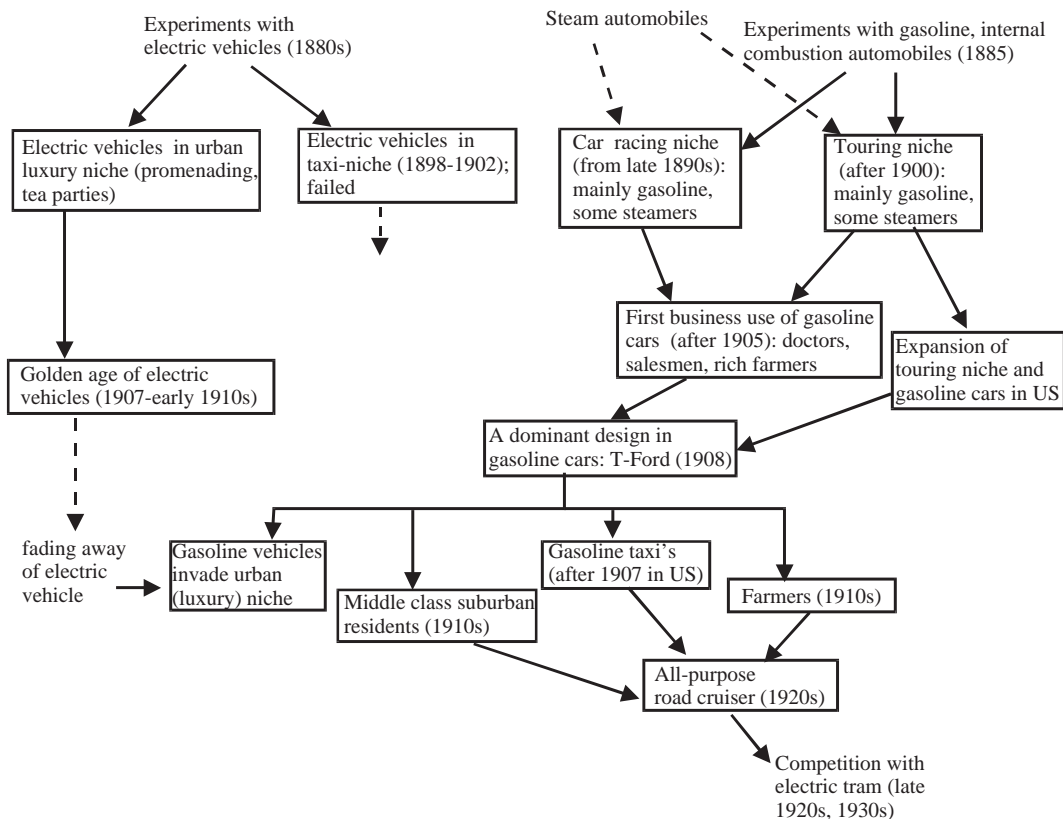 Experiments with
electric vehicles (1880s)
Steam automobiles
Experiments with gasoline, internal
combustion automobiles (1885)
Electric vehicles in urban
luxury niche (promenading,
tea parties)
Electric vehicles in
taxi-niche (1898-1902);
failed
Car racing niche
(from late 1890s):
mainly gasoline,
some steamers
Touring niche
(after 1900):
mainly gasoline,
some steamers
First business use of gasoline
cars (after 1905): doctors,
salesmen, rich farmers
Expansion of
touring niche and
gasoline cars in US
Golden age of electric
vehicles (1907-early 1910s)
A dominant design in
gasoline cars: T-Ford (1908)
fading away
of electric
vehicle
Gasoline vehicles
invade urban
(luxury) niche
Middle class suburban
residents (1910s)
Gasoline taxi's
(after 1907 in US)
Farmers (1910s)
All-purpose
road cruiser (1920s)
Competition with
electric tram (late
1920s, 1930s)